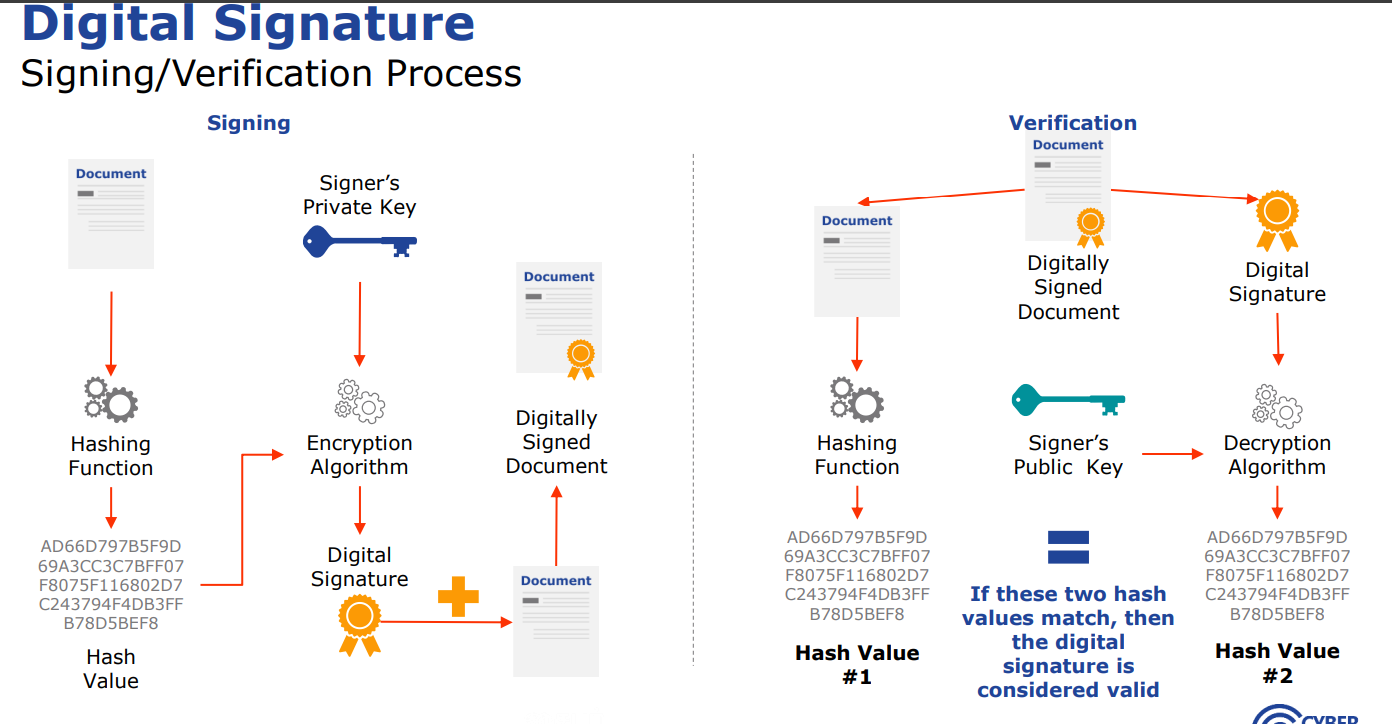 Digital Signature
Signing/Verification Process
Signing
Document
Signer's
Private Key
Hashing
Function
Encryption
Algorithm
AD66D797B5F9D
69A3CC3C7BFF07
F8075F116802D7
C243794F4DB3FF
B78D5BEF8
Hash
Value
Digital
Signature
Document
Document
Digitally
Signed
Document
Verification
Document
Digitally
Signed
Document
Document
Digital
Signature
Hashing
Function
Signer's
Public Key
Decryption
Algorithm
AD66D797B5F9D
69A3CC3C7BFF07
F8075F116802D7
C243794F4DB3FF
B78D5BEF8
Hash Value
#1
If these two hash
values match, then
the digital
signature is
considered valid
AD66D797B5F9D
69A3CC3C7BFF07
F8075F116802D7
C243794F4DB3FF
B78D5BEF8
Hash Value
#2
CYBER